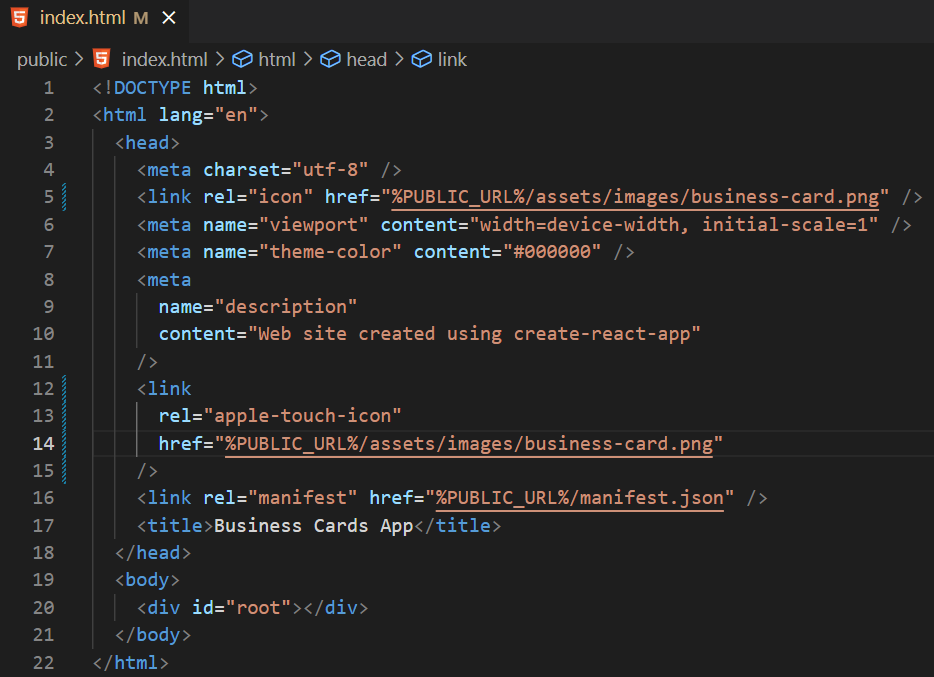 index.html M
public > index.html > html > head > link
1 <!DOCTYPE html>
2 <html lang="en">
3 <head>
4 <meta charset="utf-8" />
5 <link rel="icon" href="%PUBLIC_URL%/assets/images/business-card.png" />
6 <meta name="viewport" content="width=device-width, initial-scale=1" />
7 <meta name="theme-color" content="#000000" />
8 <meta
9 name="description"
10 content="Web site created using create-react-app"
11 />
12 <link
13 rel="apple-touch-icon"
14 href="%PUBLIC_URL%/assets/images/business-card.png"
15 />
16 <link rel="manifest" href="%PUBLIC_URL%/manifest.json" />
17 <title>Business Cards App</title>
18 </head>
19 <body>
20 <div id="root"></div>
21 </body>
22 </html>